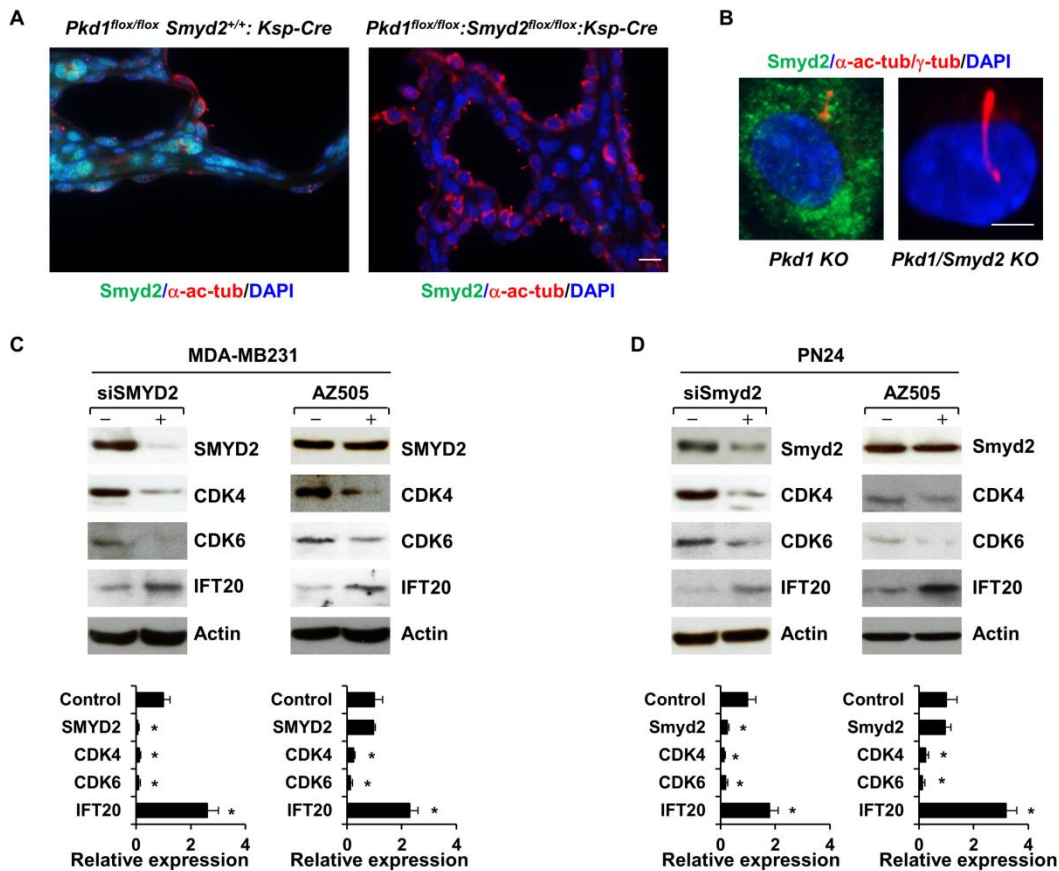 A
Pkd1flox/flox Smyd2+/+: Ksp-Cre
Pkd1flox/flox:Smyd2flox/flox:Ksp-Cre
Smyd2/α-ac-tub/DAPI
Smyd2/α-ac-tub/DAPI
B
Smyd2/α-ac-tub/γ-tub/DAPI
Pkd1 KO
Pkd1/Smyd2 KO
C
MDA-MB231
siSMYD2
AZ505
– +
– +
SMYD2
SMYD2
CDK4
CDK4
CDK6
CDK6
IFT20
IFT20
Actin
Actin
Control
SMYD2 *
CDK4 *
CDK6 *
IFT20 *
0 2 4
Relative expression
Control
SMYD2
CDK4 *
CDK6 *
IFT20 *
0 2 4
Relative expression
D
PN24
siSmyd2
AZ505
– +
– +
Smyd2
Smyd2
CDK4
CDK4
CDK6
CDK6
IFT20
IFT20
Actin
Actin
Control
Smyd2 *
CDK4 *
CDK6 *
IFT20 *
0 2 4
Relative expression
Control
Smyd2
CDK4 *
CDK6 *
IFT20 *
0 2 4
Relative expression